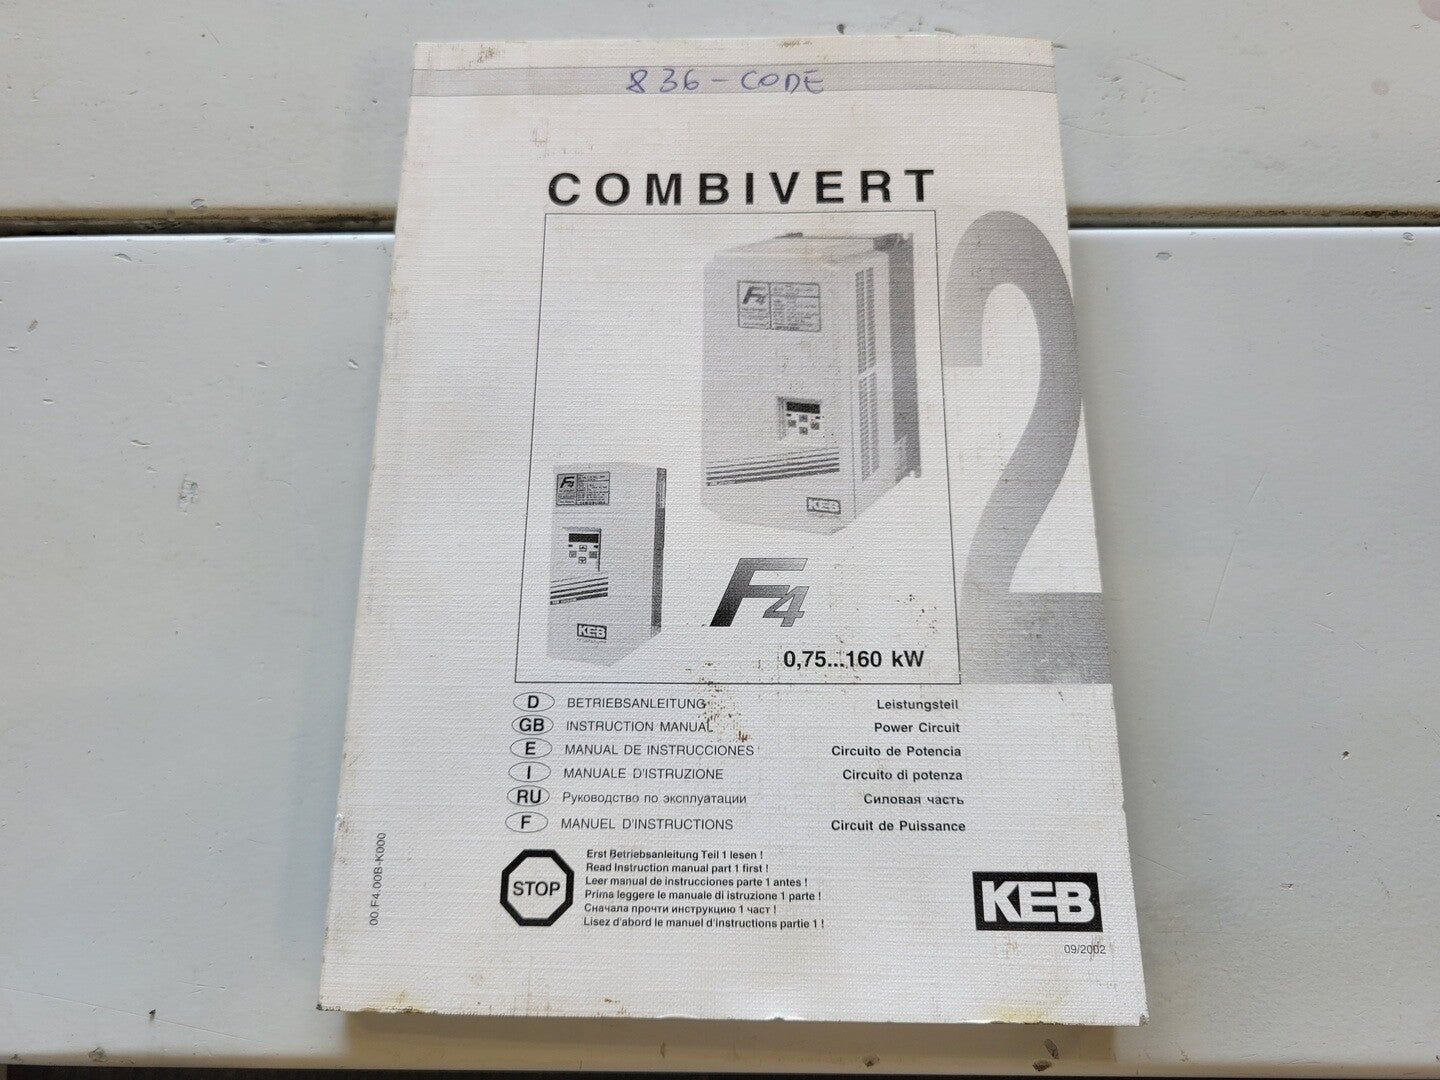 836-CODE
COMBIVERT
2
F4
KEB
F4
KEB
F4
0,75...160 kW
D BETRIEBSANLEITUNG Leistungsteil
GB INSTRUCTION MANUAL Power Circuit
E MANUAL DE INSTRUCCIONES Circuito de Potencia
I MANUALE D'ISTRUZIONE Circuito di potenza
RU Руководство по эксплуатации Силовая часть
F MANUEL D'INSTRUCTIONS Circuit de Puissance
STOP
Erst Betriebsanleitung Teil 1 lesen !
Read Instruction manual part 1 first !
Leer manual de instrucciones parte 1 antes !
Prima leggere le manuale di istruzione 1 parte !
Сначала прочти инструкцию 1 част !
Lisez d'abord le manuel d'instructions partie 1 !
00.F4.00B-K000
KEB
09/2002